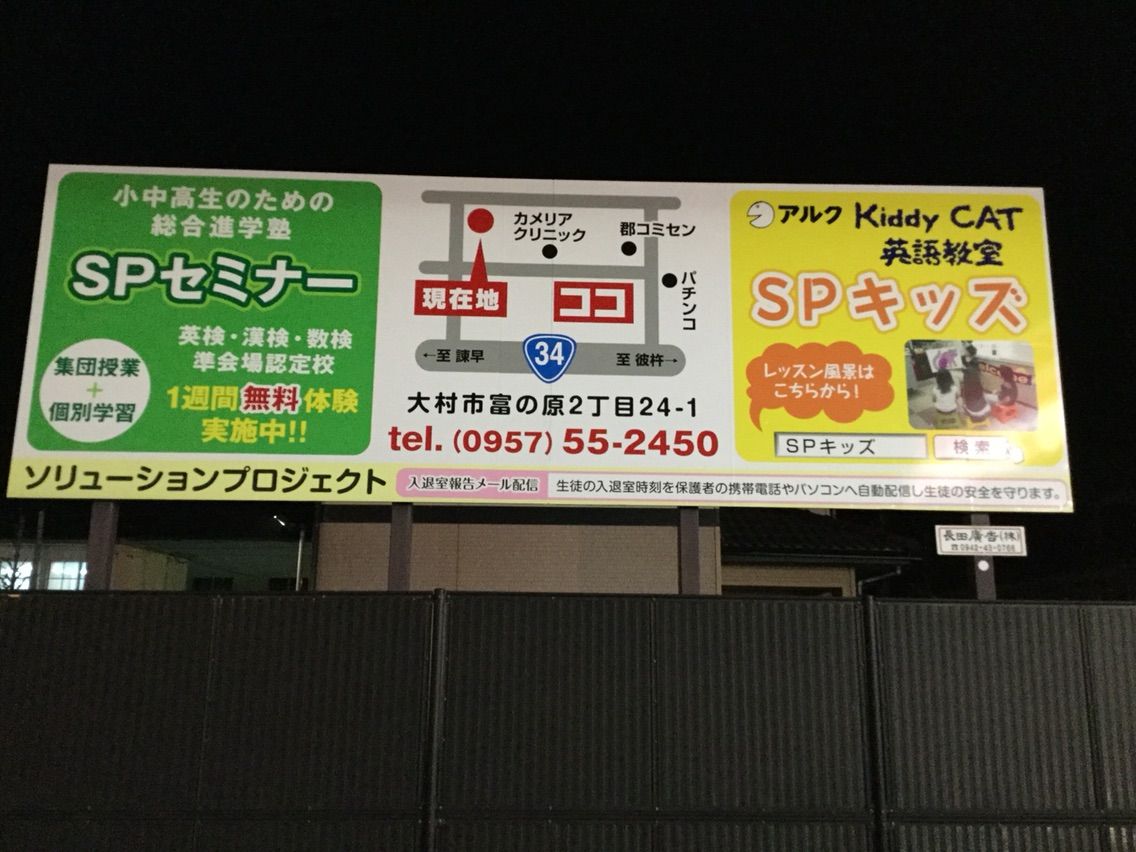 小中高生のための
総合進学塾
SPセミナー
英検・漢検・数検
準会場認定校
集団授業
+
個別学習
1週間無料体験
実施中!!
カメリア
クリニック
郡コミセン
パチンコ
現在地
ココ
←至 諫早
34
至 彼杵→
大村市富の原2丁目24-1
tel. (0957) 55-2450
アルク Kiddy CAT
英語教室
SPキッズ
レッスン風景は
こちらから!
SPキッズ
検索
ソリューションプロジェクト
入退室報告メール配信
生徒の入退室時刻を保護者の携帯電話やパソコンへ自動配信し生徒の安全を守ります。
長田廣告(株)
☎0942-43-0766